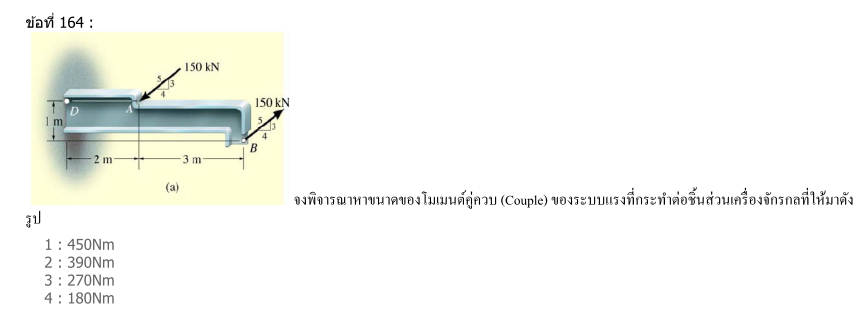 ข้อที่ 164 :
150 kN
5
3
4
D
A
150 kN
1 m
5
3
4
B
2 m
3 m
(a)
จงพิจารณาหาขนาดของโมเมนต์คู่ควบ (Couple) ของระบบแรงที่กระทำต่อชิ้นส่วนเครื่องจักรกลที่ให้มาดัง
รูป
1 : 450Nm
2 : 390Nm
3 : 270Nm
4 : 180Nm